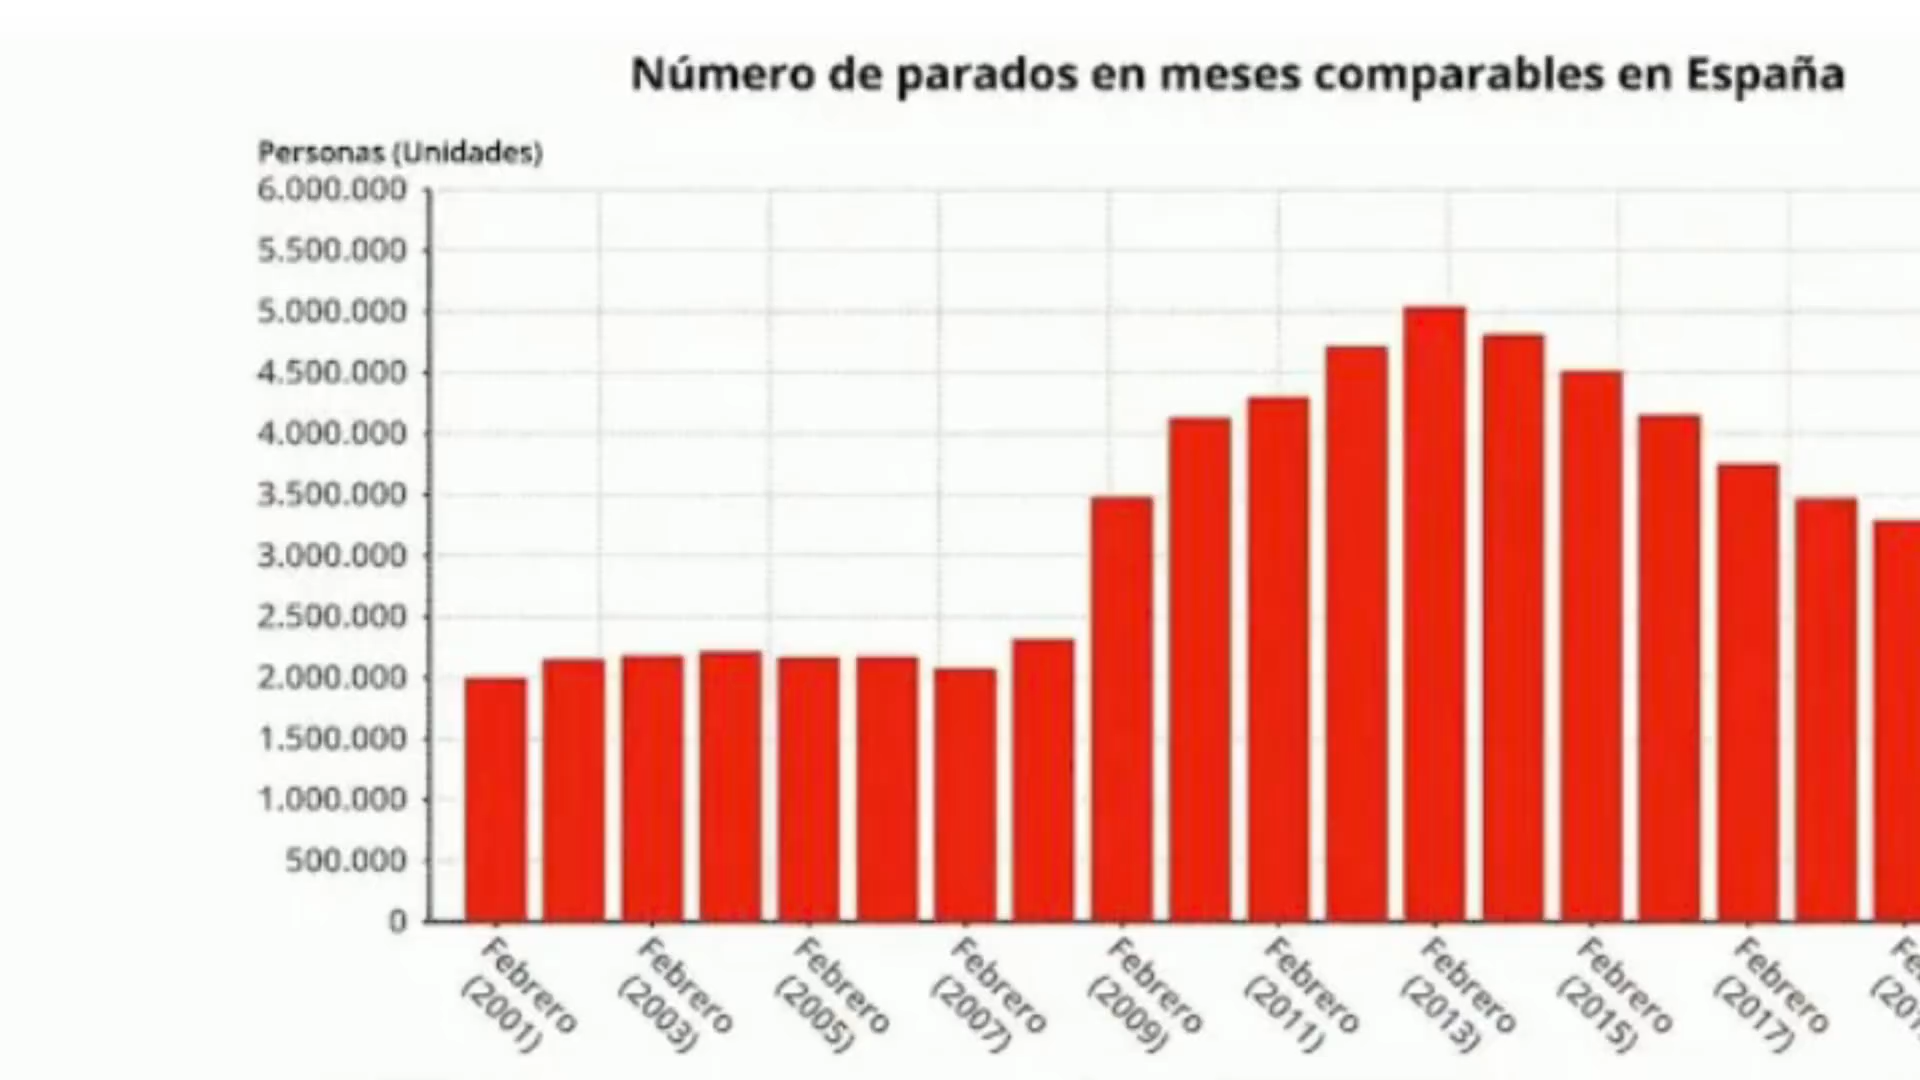 Número de parados en meses comparables en España
Personas (Unidades)
6.000.000
5.500.000
5.000.000
4.500.000
4.000.000
3.500.000
3.000.000
2.500.000
2.000.000
1.500.000
1.000.000
500.000
0
Febrero
(2001)
Febrero
(2003)
Febrero
(2005)
Febrero
(2007)
Febrero
(2009)
Febrero
(2011)
Febrero
(2013)
Febrero
(2015)
Febrero
(2017)